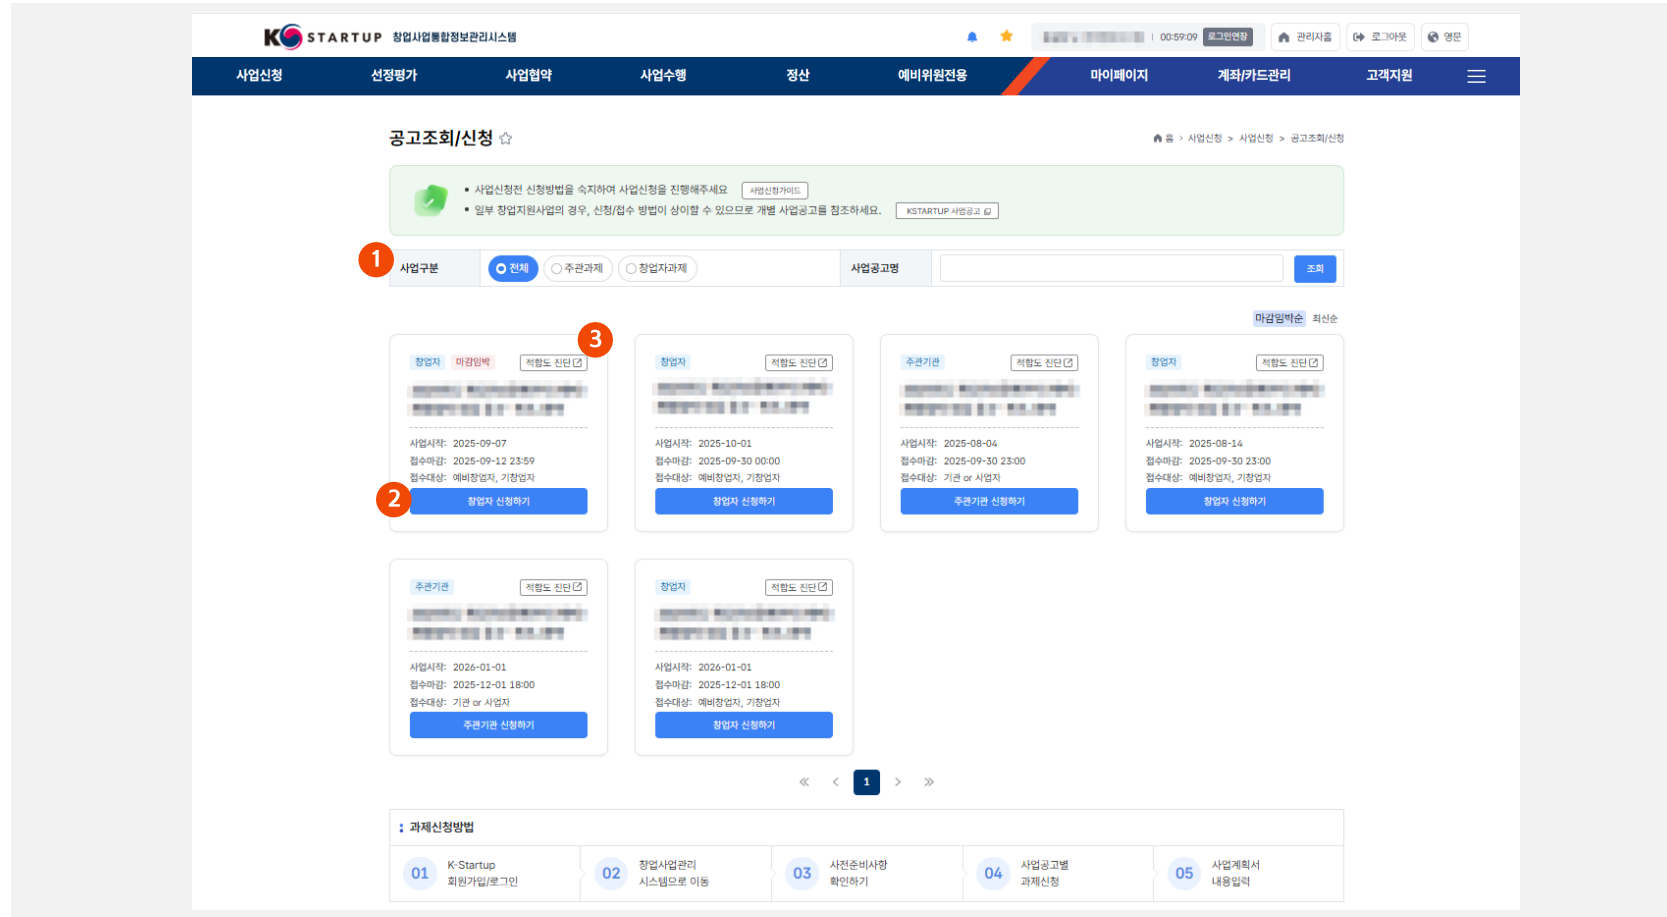 K STARTUP 창업사업통합정보관리시스템
00:59:09 로그인연장 관리자홈 로그아웃 영문
사업신청 선정평가 사업협약 사업수행 정산 예비위원전용 마이페이지 계좌/카드관리 고객지원
공고조회/신청
홈 > 사업신청 > 사업신청 > 공고조회/신청
• 사업신청전 신청방법을 숙지하여 사업신청을 진행해주세요 사업신청가이드
• 일부 창업지원사업의 경우, 신청/접수 방법이 상이할 수 있으므로 개별 사업공고를 참조하세요. KSTARTUP 사업공고
1
사업구분 전체 주관과제 창업자과제 사업공고명 조회
마감임박순 최신순
3
창업자 마감임박 적합도 진단
사업시작: 2025-09-07
접수마감: 2025-09-12 23:59
접수대상: 예비창업자, 기창업자
2
창업자 신청하기
창업자 적합도 진단
사업시작: 2025-10-01
접수마감: 2025-09-30 00:00
접수대상: 예비창업자, 기창업자
창업자 신청하기
주관기관 적합도 진단
사업시작: 2025-08-04
접수마감: 2025-09-30 23:00
접수대상: 기관 or 사업자
주관기관 신청하기
창업자 적합도 진단
사업시작: 2025-08-14
접수마감: 2025-09-30 23:00
접수대상: 예비창업자, 기창업자
창업자 신청하기
주관기관 적합도 진단
사업시작: 2026-01-01
접수마감: 2025-12-01 18:00
접수대상: 기관 or 사업자
주관기관 신청하기
창업자 적합도 진단
사업시작: 2026-01-01
접수마감: 2025-12-01 18:00
접수대상: 예비창업자, 기창업자
창업자 신청하기
« < 1 > »
과제신청방법
01 K-Startup
회원가입/로그인
02 창업사업관리
시스템으로 이동
03 사전준비사항
확인하기
04 사업공고별
과제신청
05 사업계획서
내용입력